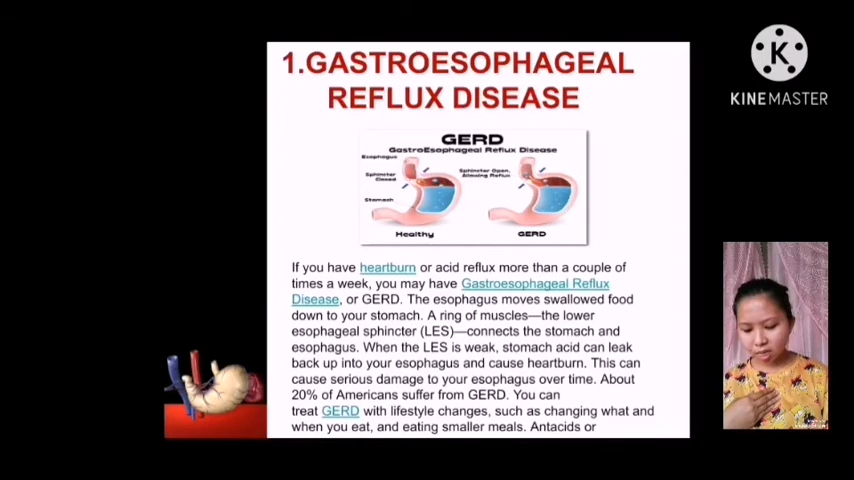 1.GASTROESOPHAGEAL
REFLUX DISEASE
GERD
GastroEsophageal Reflux Disease
Esophagus
Sphincter
Closed
Stomach
Healthy
Sphincter Open,
Allowing Reflux
GERD
If you have heartburn or acid reflux more than a couple of
times a week, you may have Gastroesophageal Reflux
Disease, or GERD. The esophagus moves swallowed food
down to your stomach. A ring of muscles—the lower
esophageal sphincter (LES)—connects the stomach and
esophagus. When the LES is weak, stomach acid can leak
back up into your esophagus and cause heartburn. This can
cause serious damage to your esophagus over time. About
20% of Americans suffer from GERD. You can
treat GERD with lifestyle changes, such as changing what and
when you eat, and eating smaller meals. Antacids or
KINEMASTER